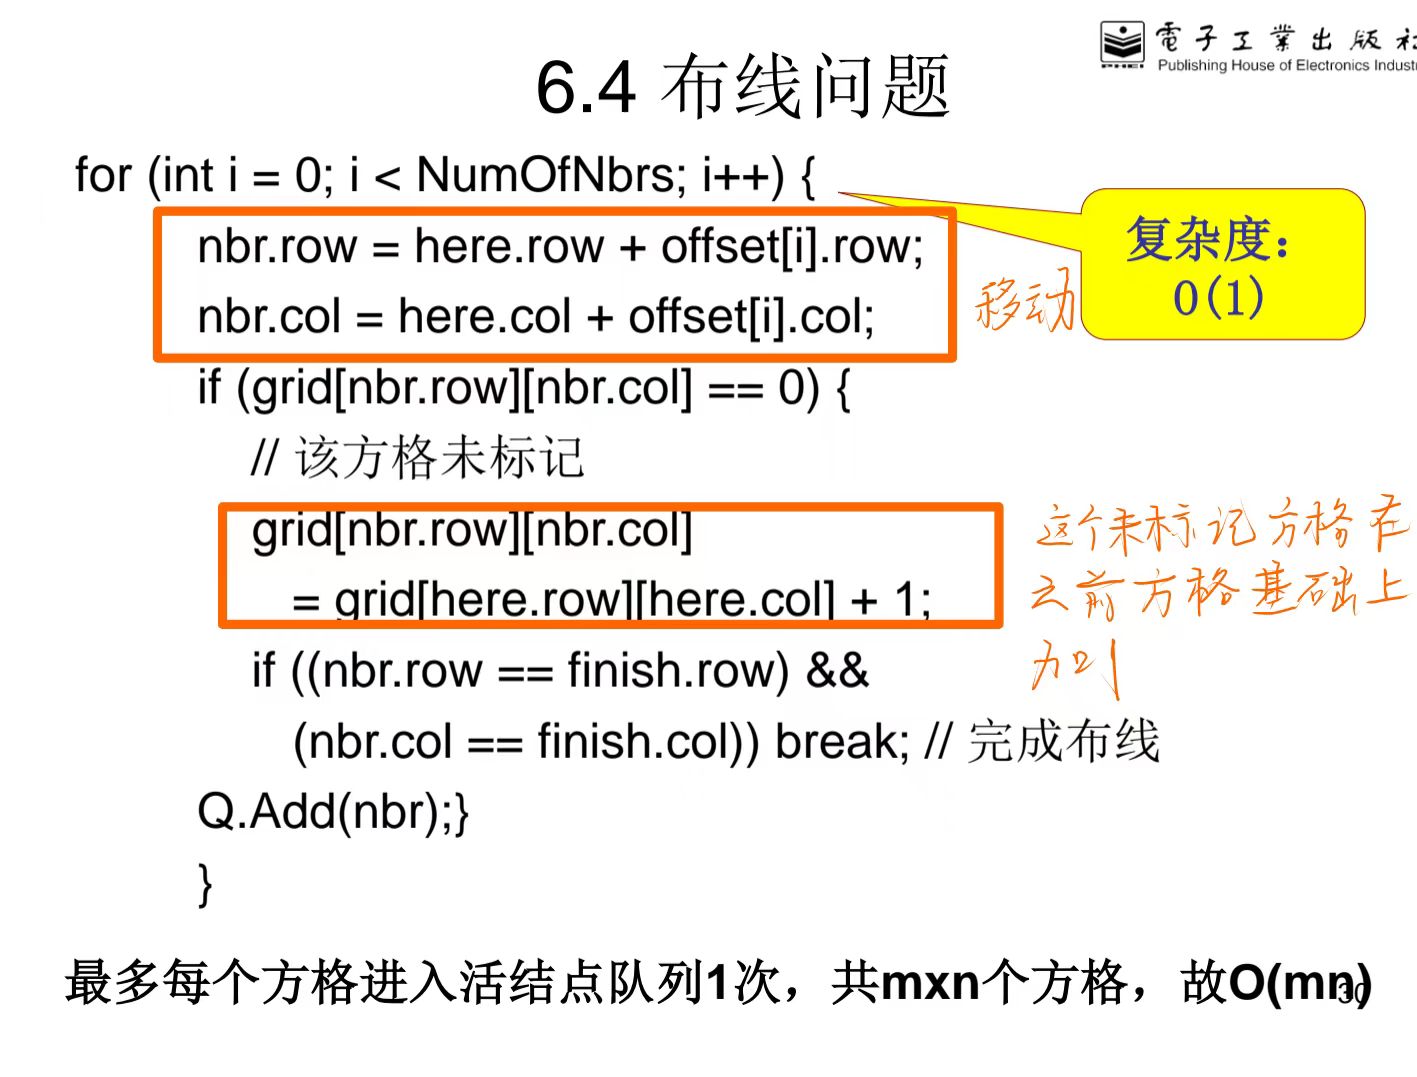 電子工業出版社
Publishing House of Electronics Indust
6.4 布线问题
for (int i = 0; i < NumOfNbrs; i++) {
nbr.row = here.row + offset[i].row;
nbr.col = here.col + offset[i].col;
复杂度：
O(1)
移动
if (grid[nbr.row][nbr.col] == 0) {
// 该方格未标记
grid[nbr.row][nbr.col]
= grid[here.row][here.col] + 1;
这个未标记方格在
之前方格基础上
加1
if ((nbr.row == finish.row) &&
(nbr.col == finish.col)) break; // 完成布线
Q.Add(nbr);}
}
最多每个方格进入活结点队列1次，共mxn个方格，故O(mn)
30